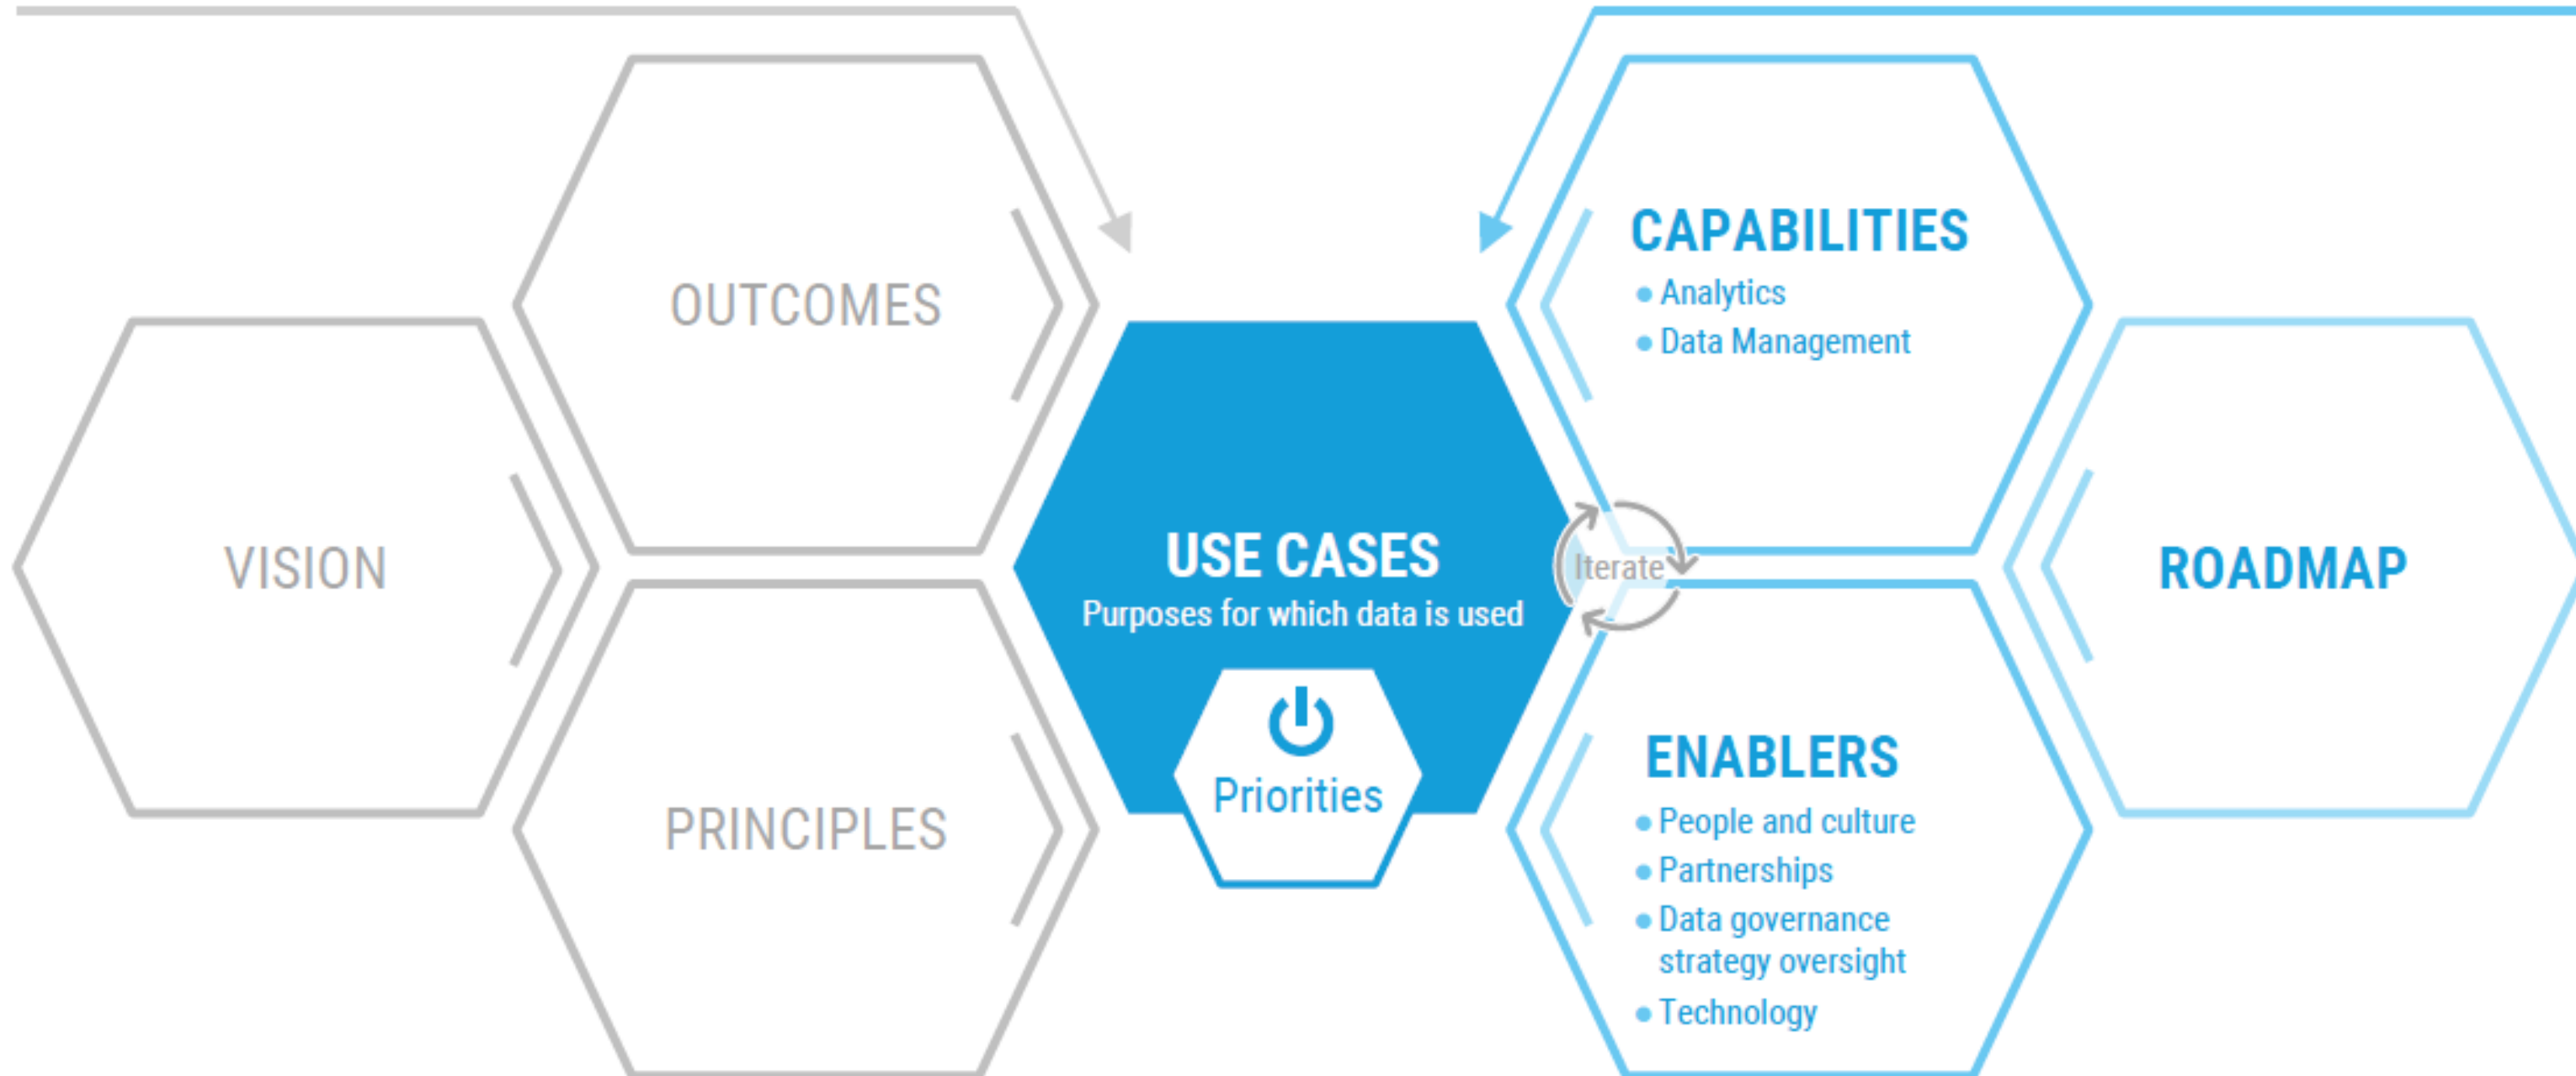 VISION
OUTCOMES
PRINCIPLES
USE CASES
Purposes for which data is used
Priorities
Iterate
CAPABILITIES
● Analytics
● Data Management
ENABLERS
● People and culture
● Partnerships
● Data governance
strategy oversight
● Technology
ROADMAP